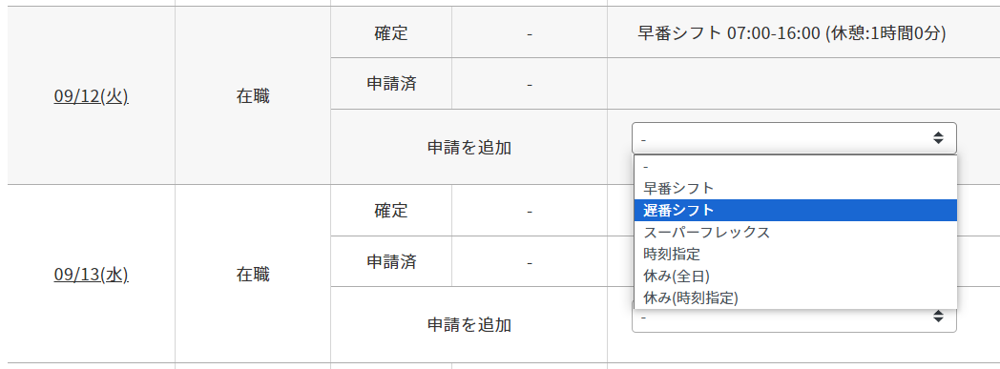 確定 - 早番シフト 07:00-16:00 (休憩:1時間0分)
09/12(火) 在職 申請済 -
申請を追加 -
-
早番シフト
遅番シフト
スーパーフレックス
時刻指定
休み(全日)
休み(時刻指定)
確定 -
09/13(水) 在職 申請済 -
申請を追加 -